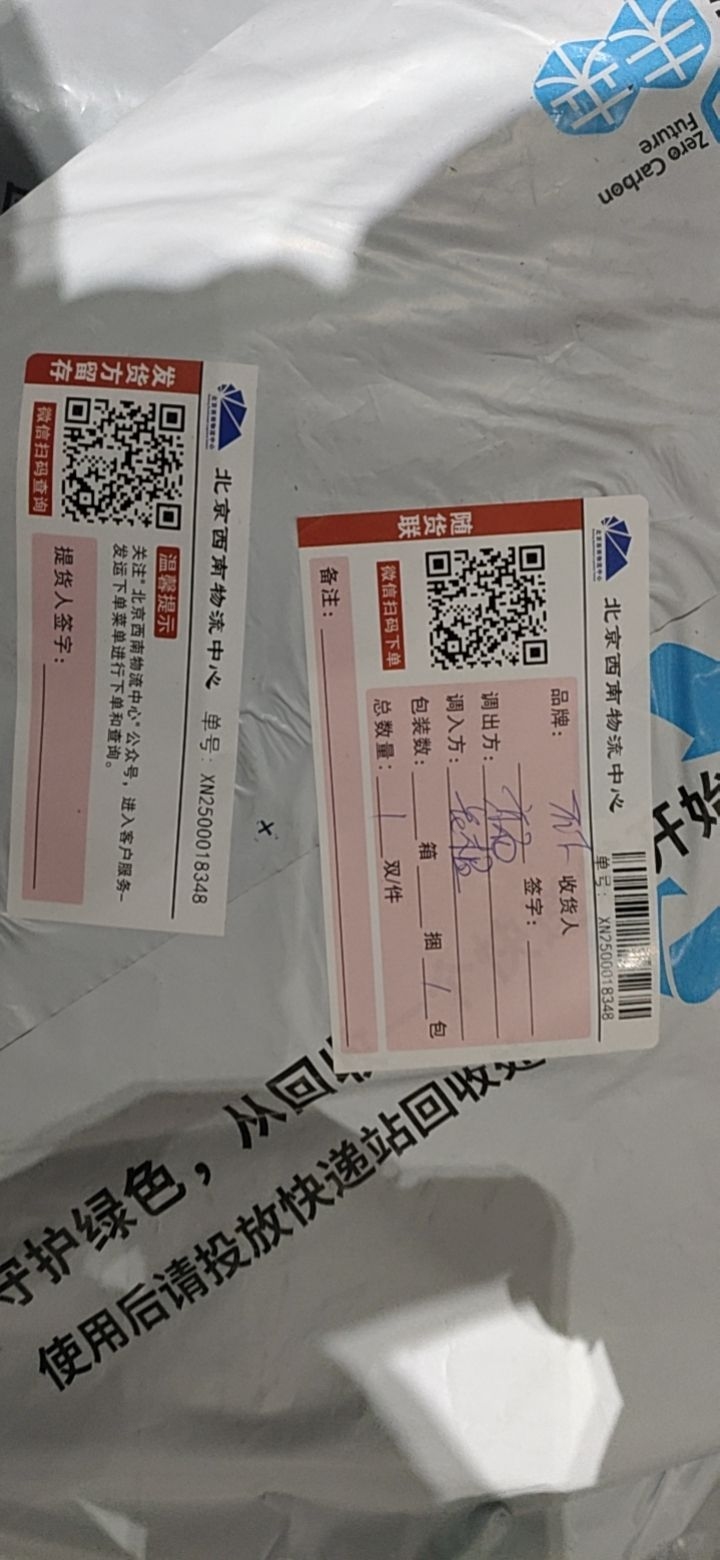 Zero Carbon
Future
发货方留存
北京西南物流中心
单号：XN2500018348
微信扫码查询
温馨提示
关注“北京西南物流中心”公众号，进入客户服务-
发运下单菜单进行下单和查询。
提货人签字：
随货联
北京西南物流中心
单号： XN2500018348
微信扫码下单
品牌：
收货人
签字：
调出方：
调入方：
包装数： 箱 捆 1 包
总数量： 1 双/件
备注：
守护绿色，从回收
使用后请投放快递站回收处